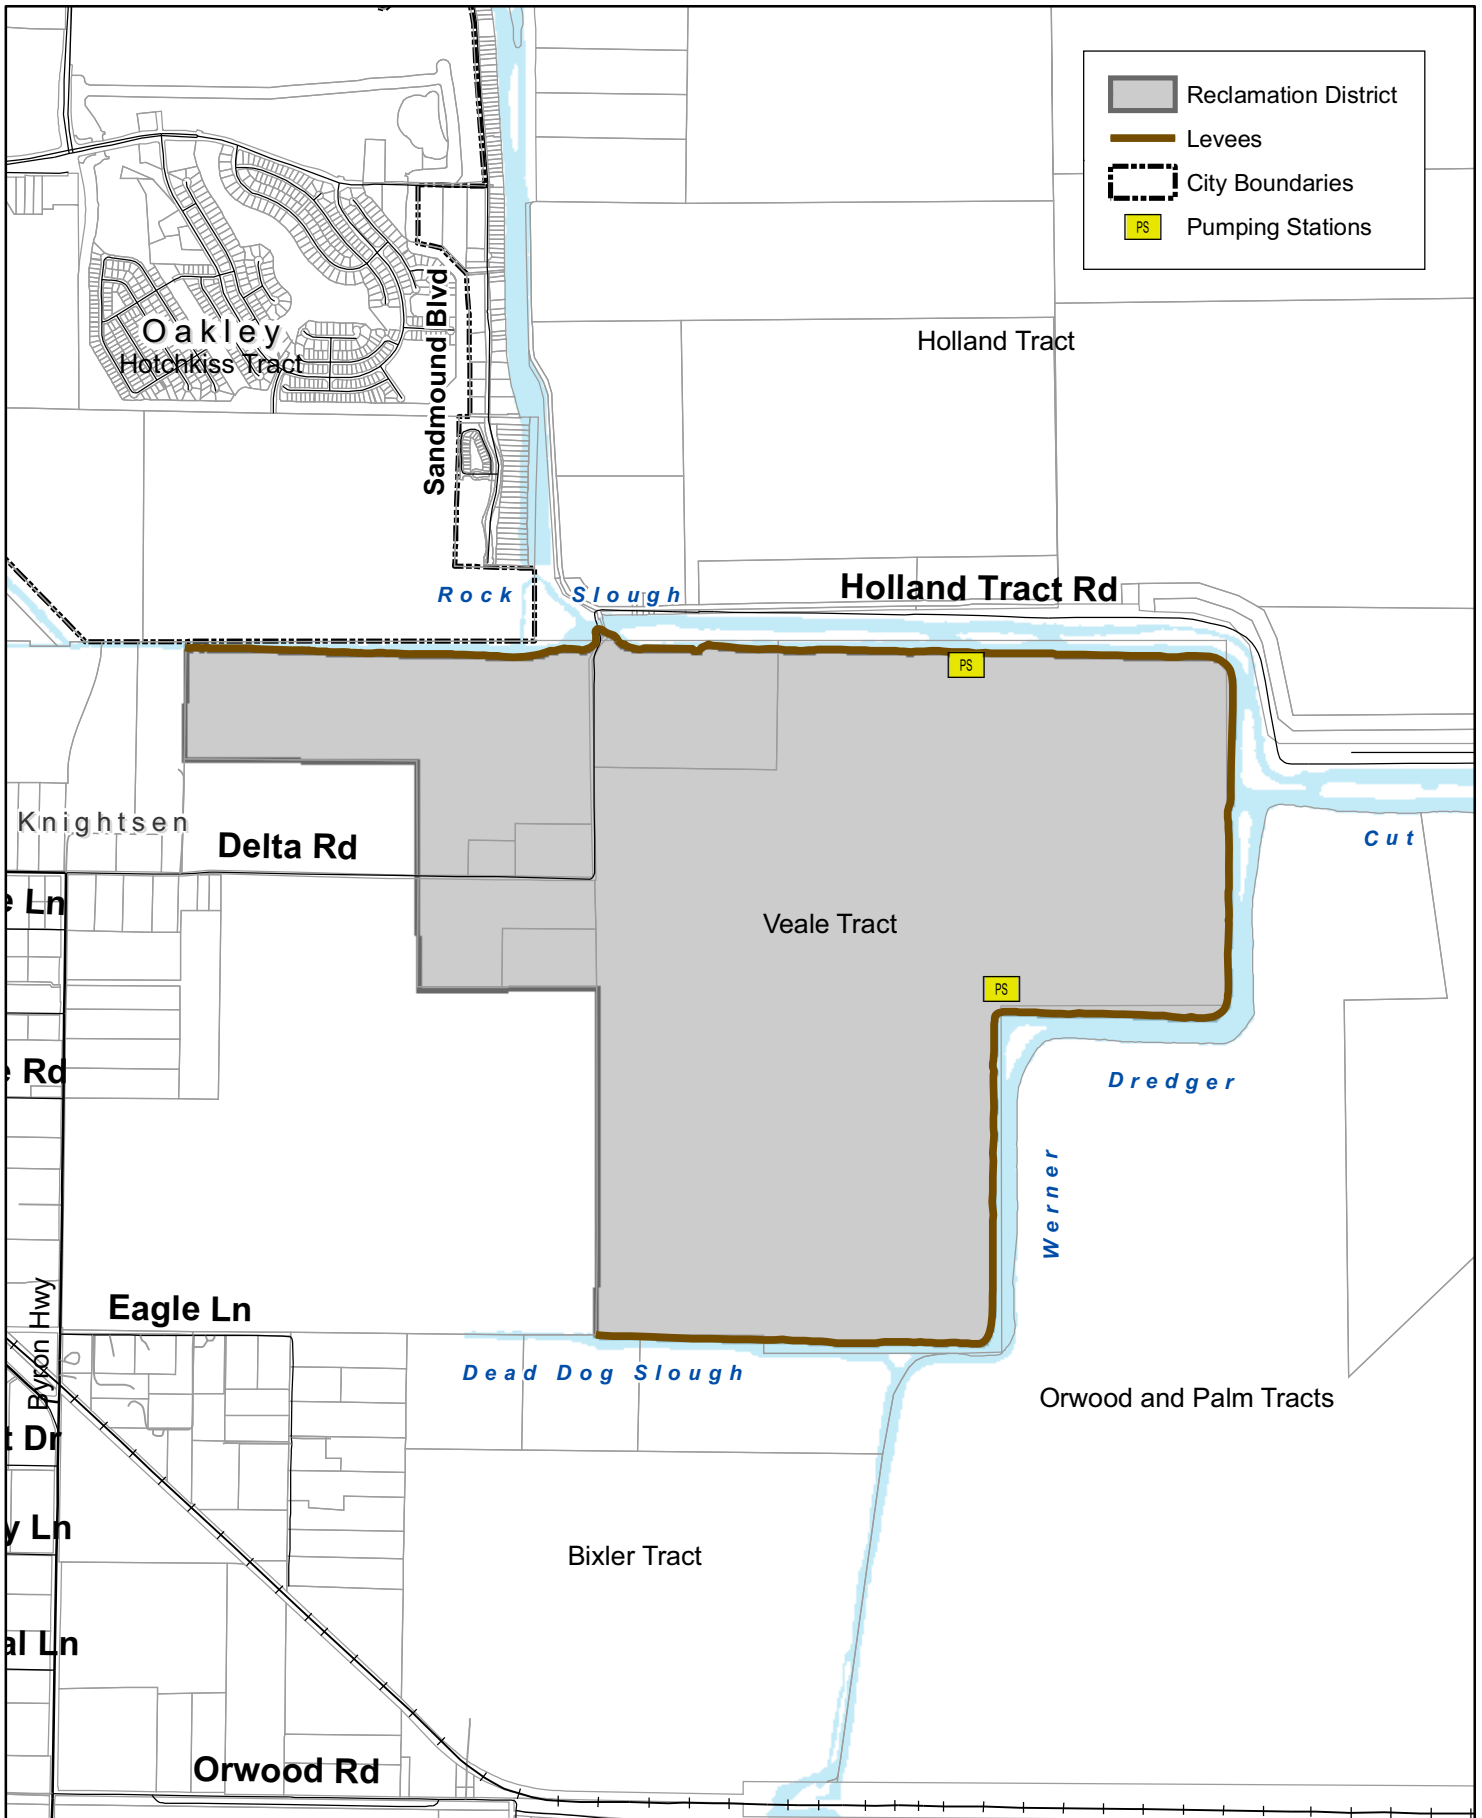 Reclamation District
Levees
City Boundaries
PS
Pumping Stations
Oakley
Hotchkiss Tract
Sandmound Blvd
Holland Tract
Rock Slough
Holland Tract Rd
PS
Knightsen
Delta Rd
Cut
e Ln
Veale Tract
PS
e Rd
Dredger
Werner
Byron Hwy
Eagle Ln
Dead Dog Slough
Orwood and Palm Tracts
t Dr
y Ln
Bixler Tract
al Ln
Orwood Rd